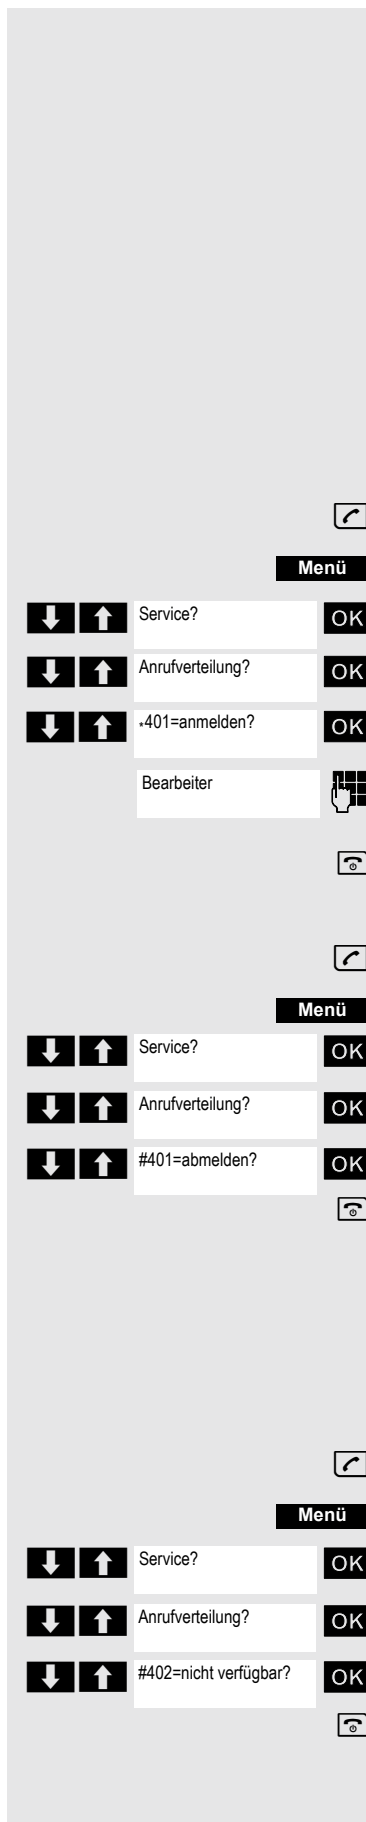 Menü
Service? OK
Anrufverteilung? OK
*401=anmelden? OK
Bearbeiter
Menü
Service? OK
Anrufverteilung? OK
#401=abmelden? OK
Menü
Service? OK
Anrufverteilung? OK
#402=nicht verfügbar? OK